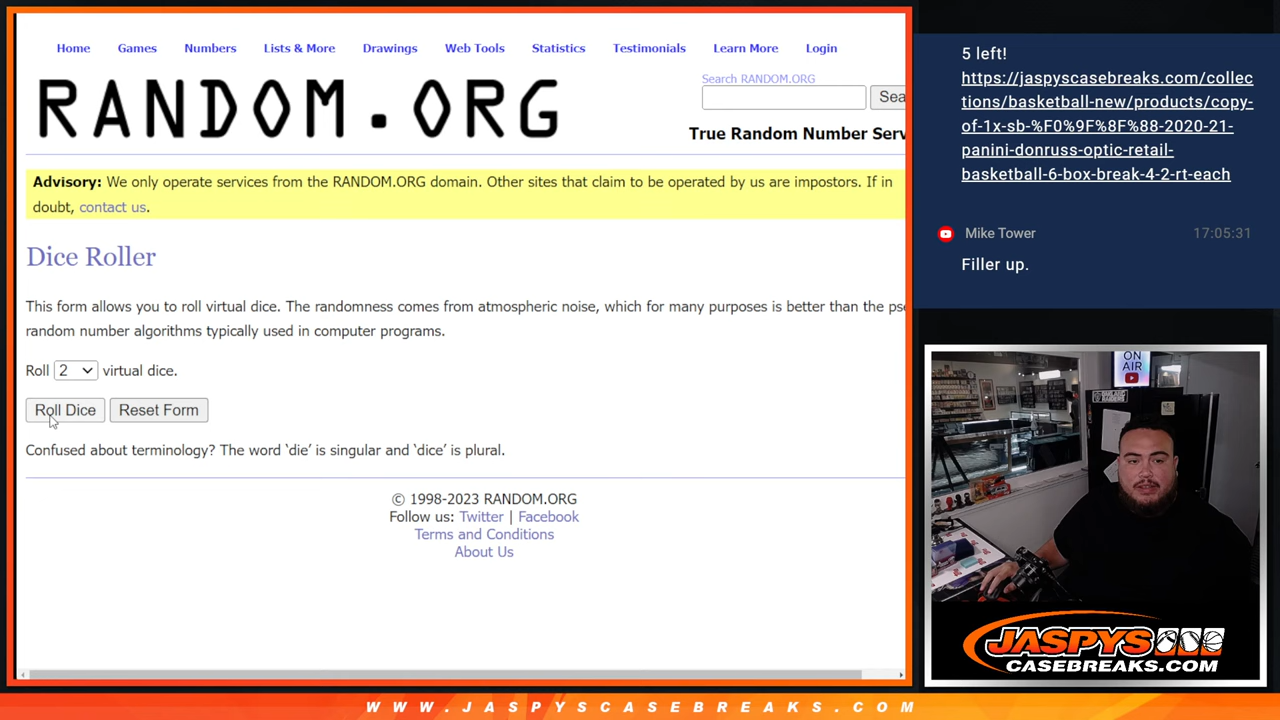 Home Games Numbers Lists & More Drawings Web Tools Statistics Testimonials Learn More Login
RANDOM.ORG
Search RANDOM.ORG
Sea
True Random Number Serv
Advisory: We only operate services from the RANDOM.ORG domain. Other sites that claim to be operated by us are impostors. If in
doubt, contact us.
Dice Roller
This form allows you to roll virtual dice. The randomness comes from atmospheric noise, which for many purposes is better than the pse
random number algorithms typically used in computer programs.
Roll 2 virtual dice.
Roll Dice Reset Form
Confused about terminology? The word ‘die’ is singular and ‘dice’ is plural.
© 1998-2023 RANDOM.ORG
Follow us: Twitter | Facebook
Terms and Conditions
About Us
5 left!
https://jaspyscasebreaks.com/collec
tions/basketball-new/products/copy-
of-1x-sb-%F0%9F%8F%88-2020-21-
panini-donruss-optic-retail-
basketball-6-box-break-4-2-rt-each
Mike Tower 17:05:31
Filler up.
ON
AIR
JASPYS
CASEBREAKS.COM
WWW.JASPYSCASEBREAKS.COM